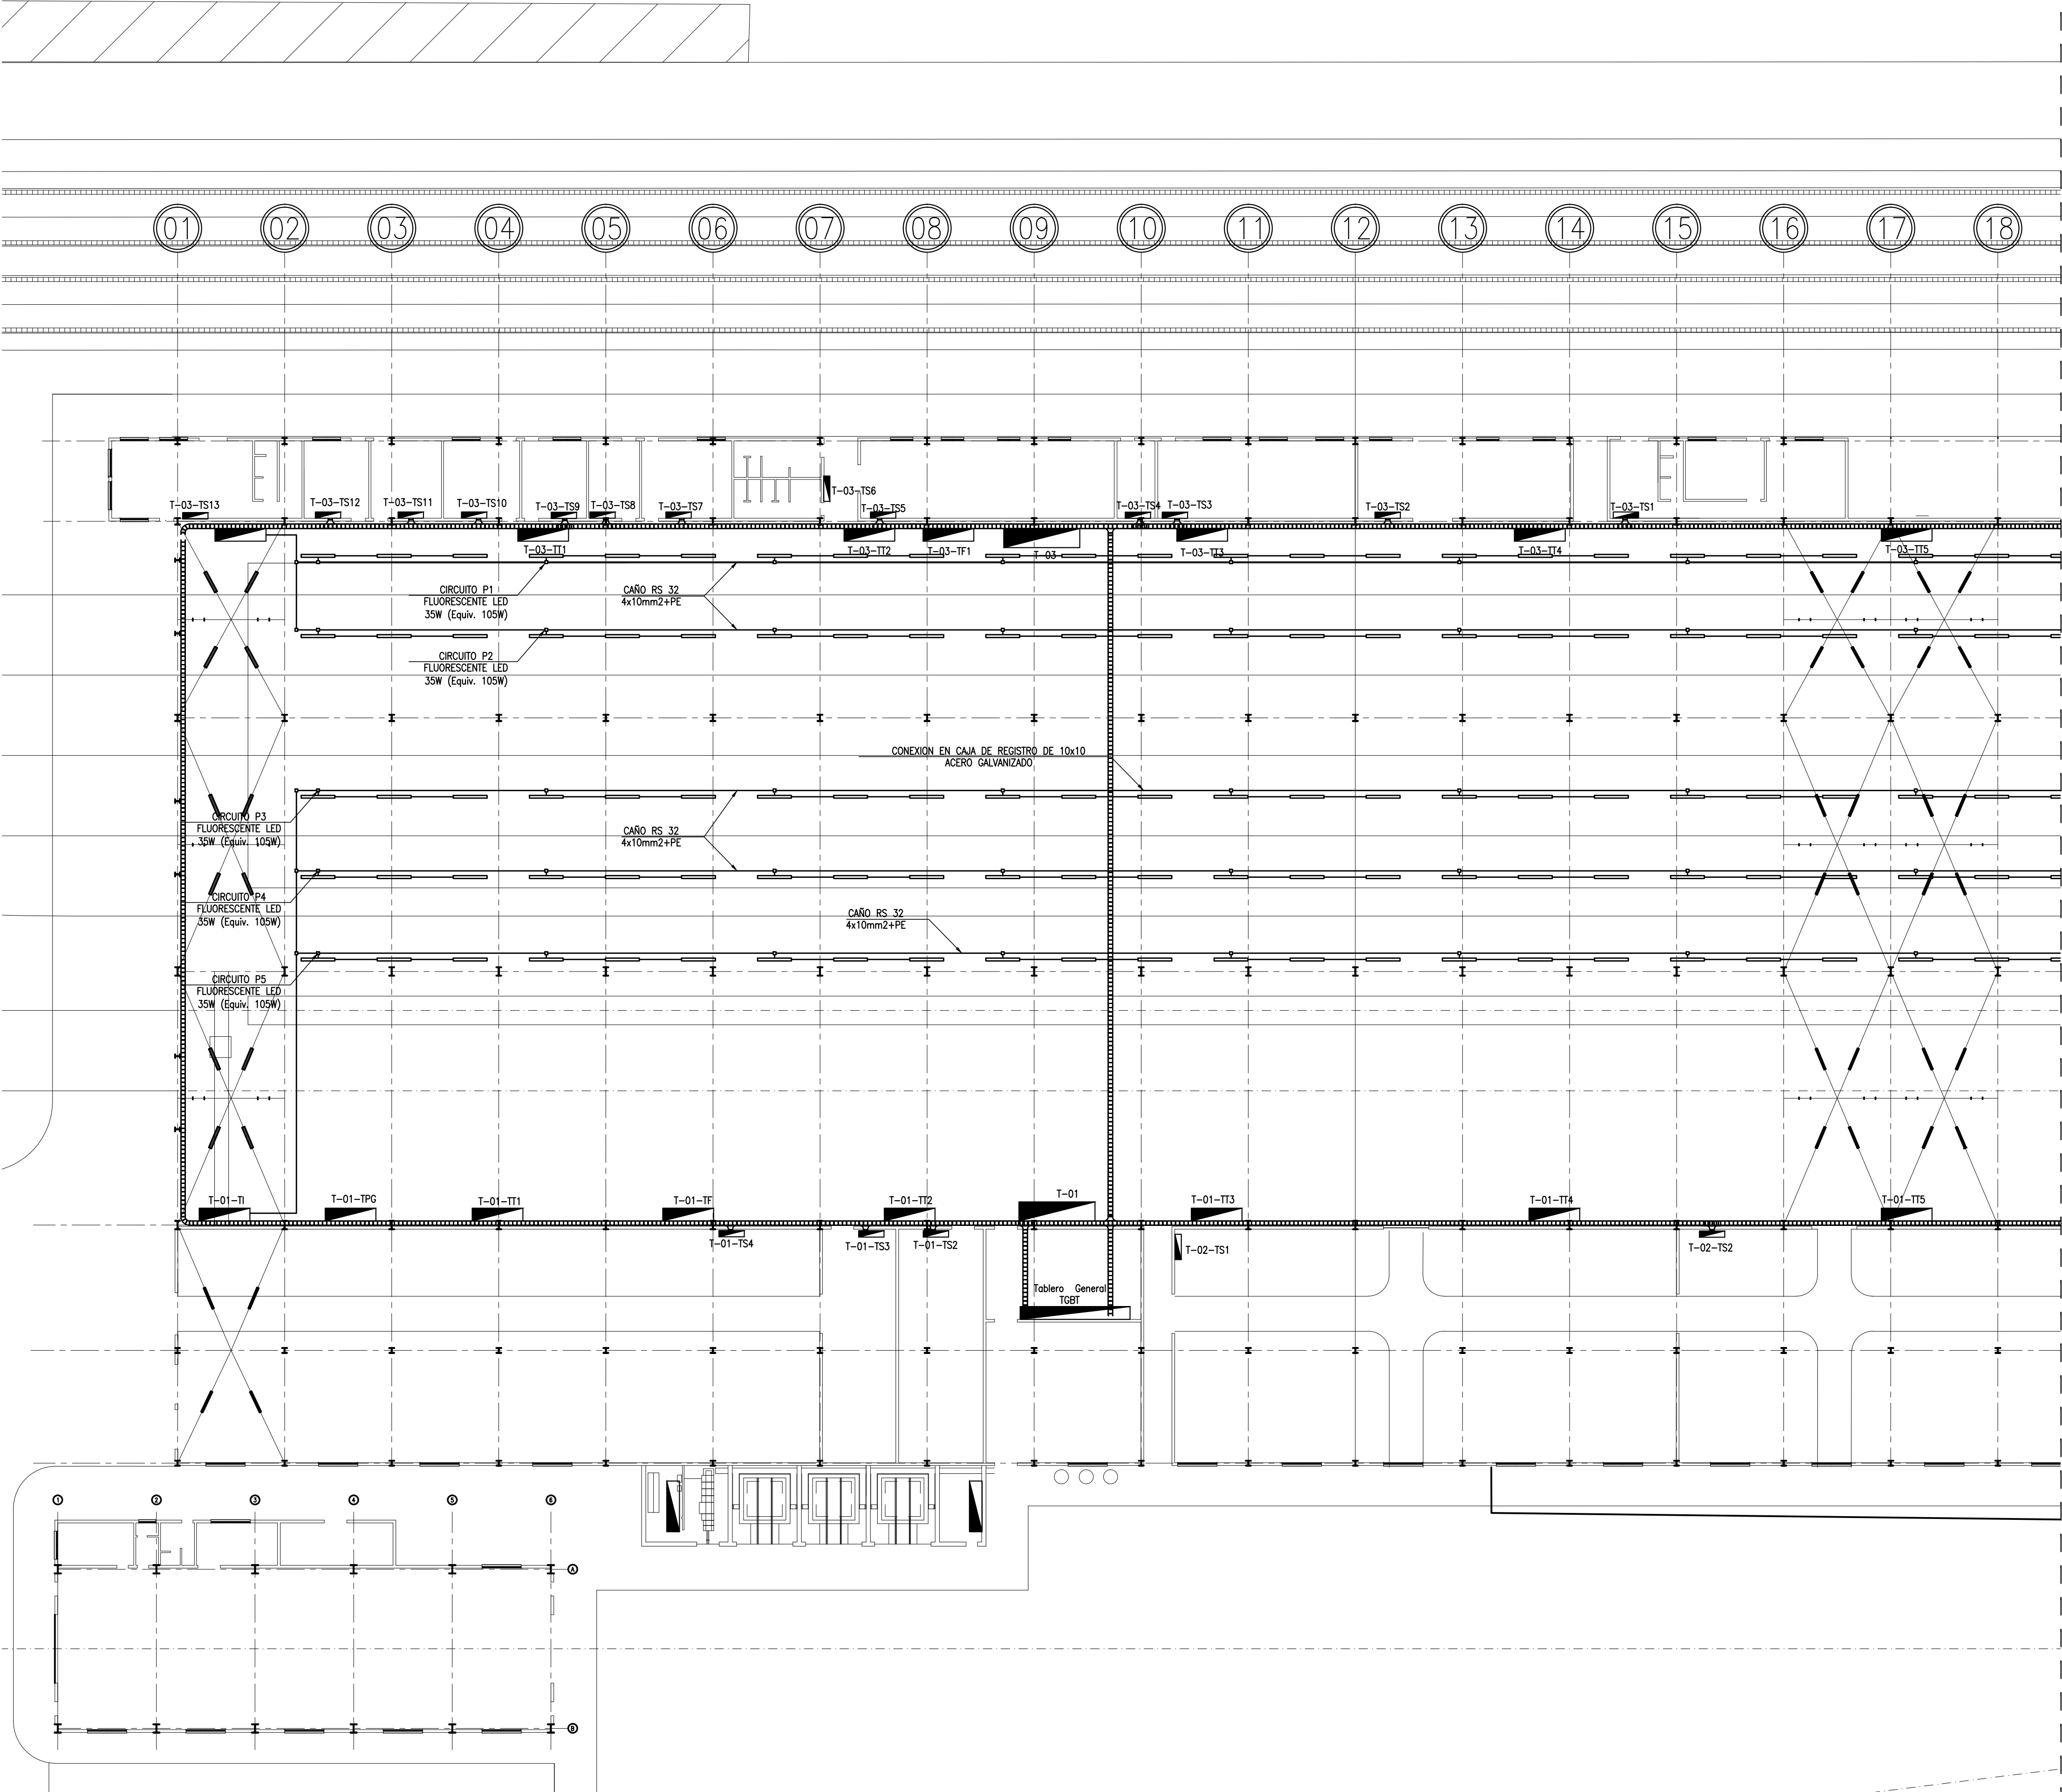 01 02 03 04 05 06 07 08 09 10 11 12 13 14 15 16 17 18
T-03-TS6
T-03-TS13 T-03-TS12 T-03-TS11 T-03-TS10 T-03-TS9 T-03-TS8 T-03-TS7 T-03-TS5 T-03-TS4 T-03-TS3 T-03-TS2 T-03-TS1
T-03-TT1 T-03-TT2 T-03-TF1 T-03 T-03-TT3 T-03-TT4 T-03-TT5
CIRCUITO P1
FLUORESCENTE LED
35W (Equiv. 105W)
CAÑO RS 32
4x10mm2+PE
CIRCUITO P2
FLUORESCENTE LED
35W (Equiv. 105W)
CONEXION EN CAJA DE REGISTRO DE 10x10
ACERO GALVANIZADO
CIRCUITO P3
FLUORESCENTE LED
35W (Equiv. 105W)
CAÑO RS 32
4x10mm2+PE
CIRCUITO P4
FLUORESCENTE LED
35W (Equiv. 105W)
CAÑO RS 32
4x10mm2+PE
CIRCUITO P5
FLUORESCENTE LED
35W (Equiv. 105W)
T-01-TI T-01-TPG T-01-TT1 T-01-TF T-01-TT2 T-01 T-01-TT3 T-01-TT4 T-01-TT5
T-01-TS4 T-01-TS3 T-01-TS2 T-02-TS1 T-02-TS2
Tablero General
TGBT
1 2 3 4 5 6
A
B